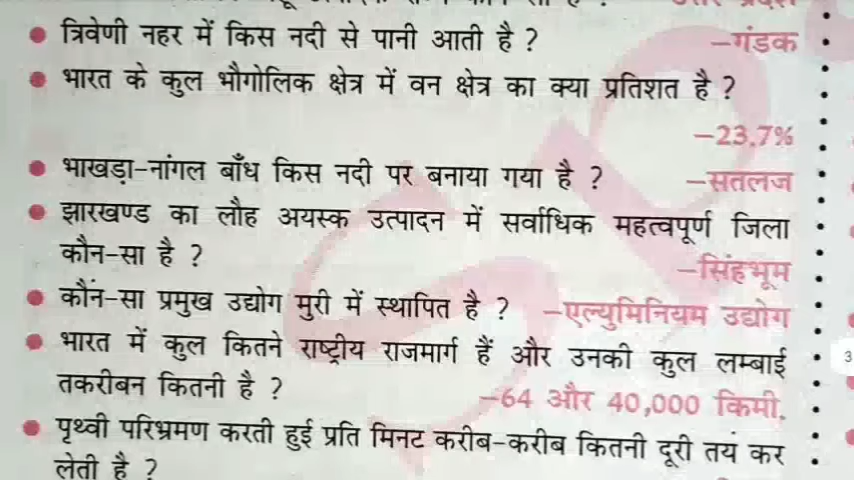 त्रिवेणी नहर में किस नदी से पानी आती है ? –गंडक
भारत के कुल भौगोलिक क्षेत्र में वन क्षेत्र का क्या प्रतिशत है ?
–23.7%
भाखड़ा–नांगल बाँध किस नदी पर बनाया गया है ? –सतलज
झारखण्ड का लौह अयस्क उत्पादन में सर्वाधिक महत्वपूर्ण जिला
कौन–सा है ? –सिंहभूम
कौन–सा प्रमुख उद्योग मुरी में स्थापित है ? –एल्युमिनियम उद्योग
भारत में कुल कितने राष्ट्रीय राजमार्ग हैं और उनकी कुल लम्बाई
तकरीबन कितनी है ? –64 और 40,000 किमी.
पृथ्वी परिभ्रमण करती हुई प्रति मिनट करीब–करीब कितनी दूरी तय कर
लेती है ?